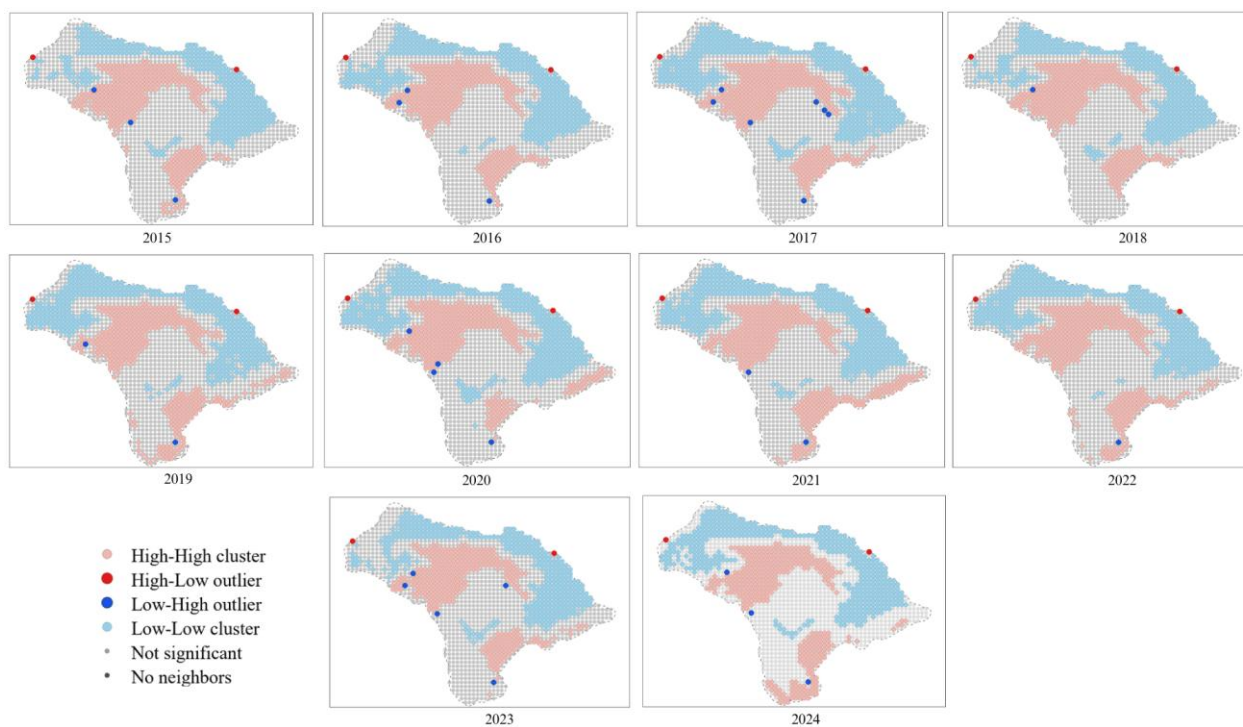 2015
2016
2017
2018
2019
2020
2021
2022
High-High cluster
High-Low outlier
Low-High outlier
Low-Low cluster
Not significant
No neighbors
2023
2024